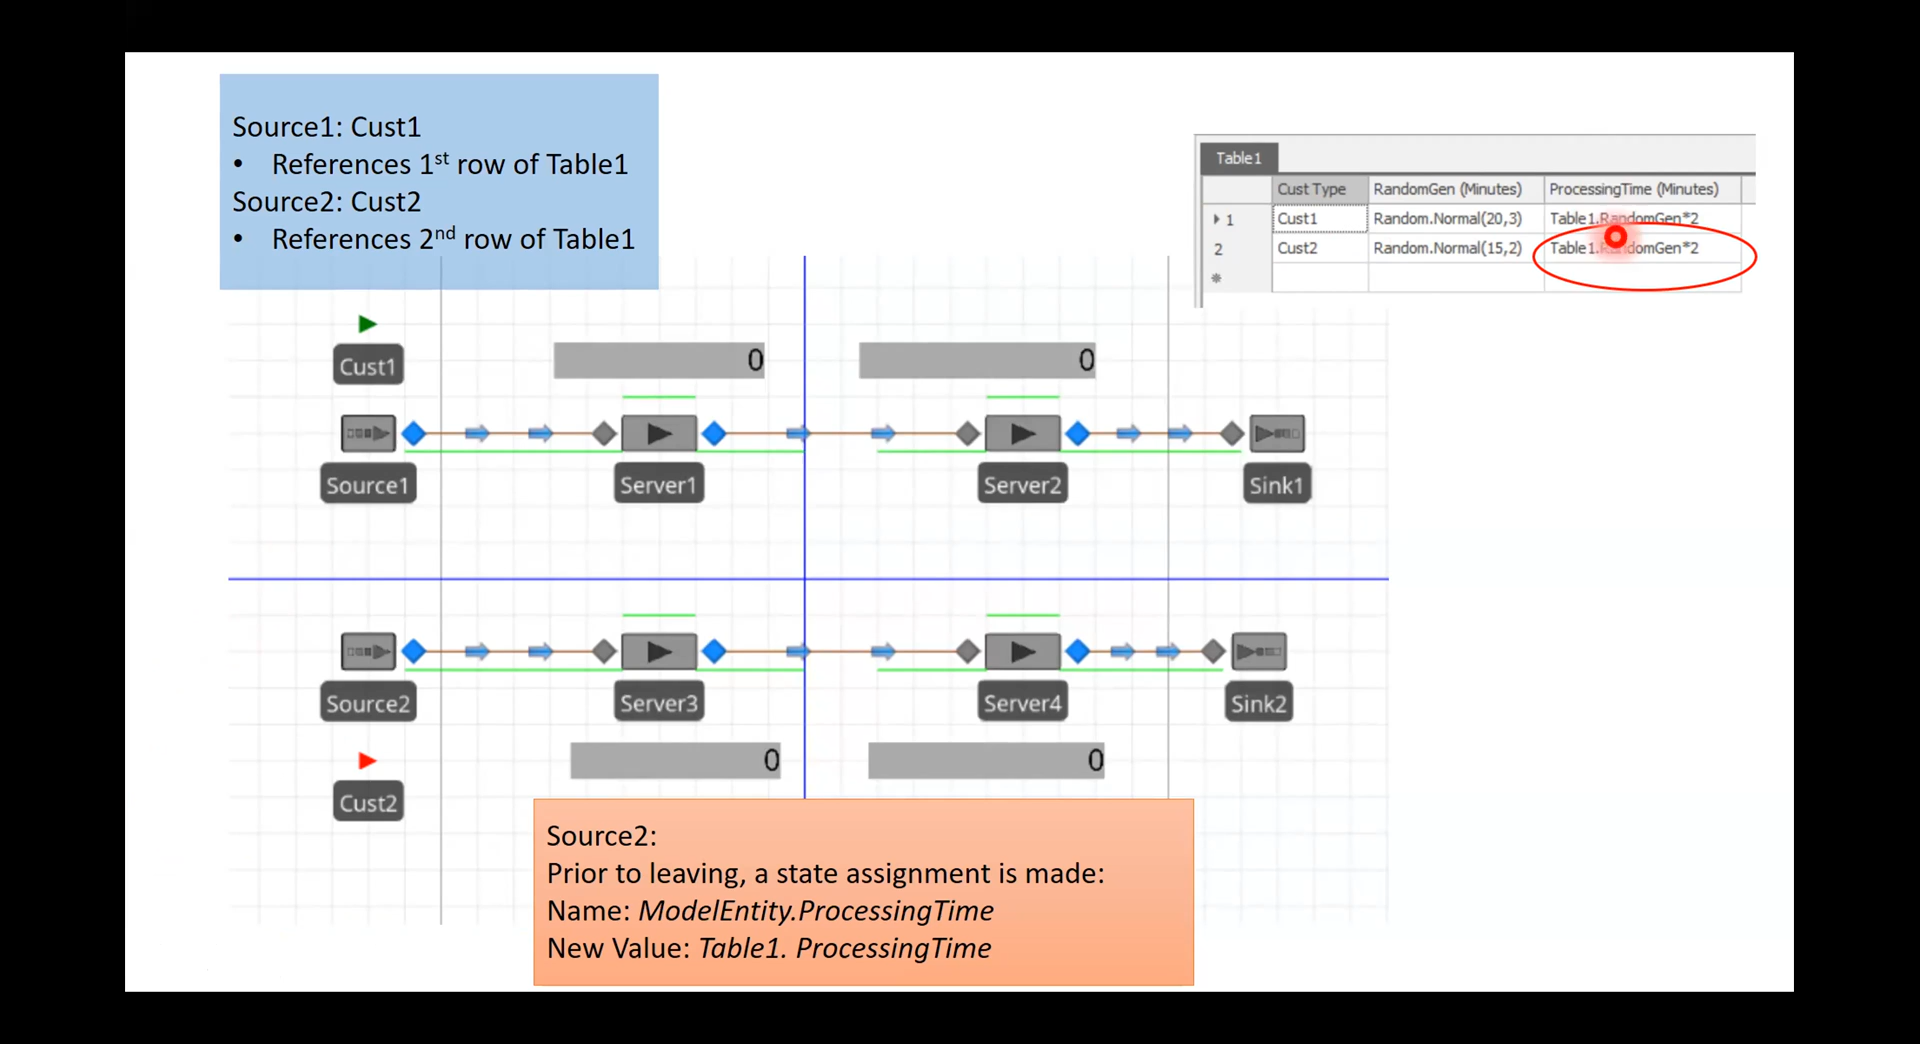 Source1: Cust1
• References 1st row of Table1
Source2: Cust2
• References 2nd row of Table1
Table1
Cust Type RandomGen (Minutes) ProcessingTime (Minutes)
1 Cust1 Random.Normal(20,3) Table1.RandomGen*2
2 Cust2 Random.Normal(15,2) Table1.RandomGen*2
Cust1
0 0
Source1 Server1 Server2 Sink1
Source2 Server3 Server4 Sink2
0 0
Cust2
Source2:
Prior to leaving, a state assignment is made:
Name: ModelEntity.ProcessingTime
New Value: Table1. ProcessingTime